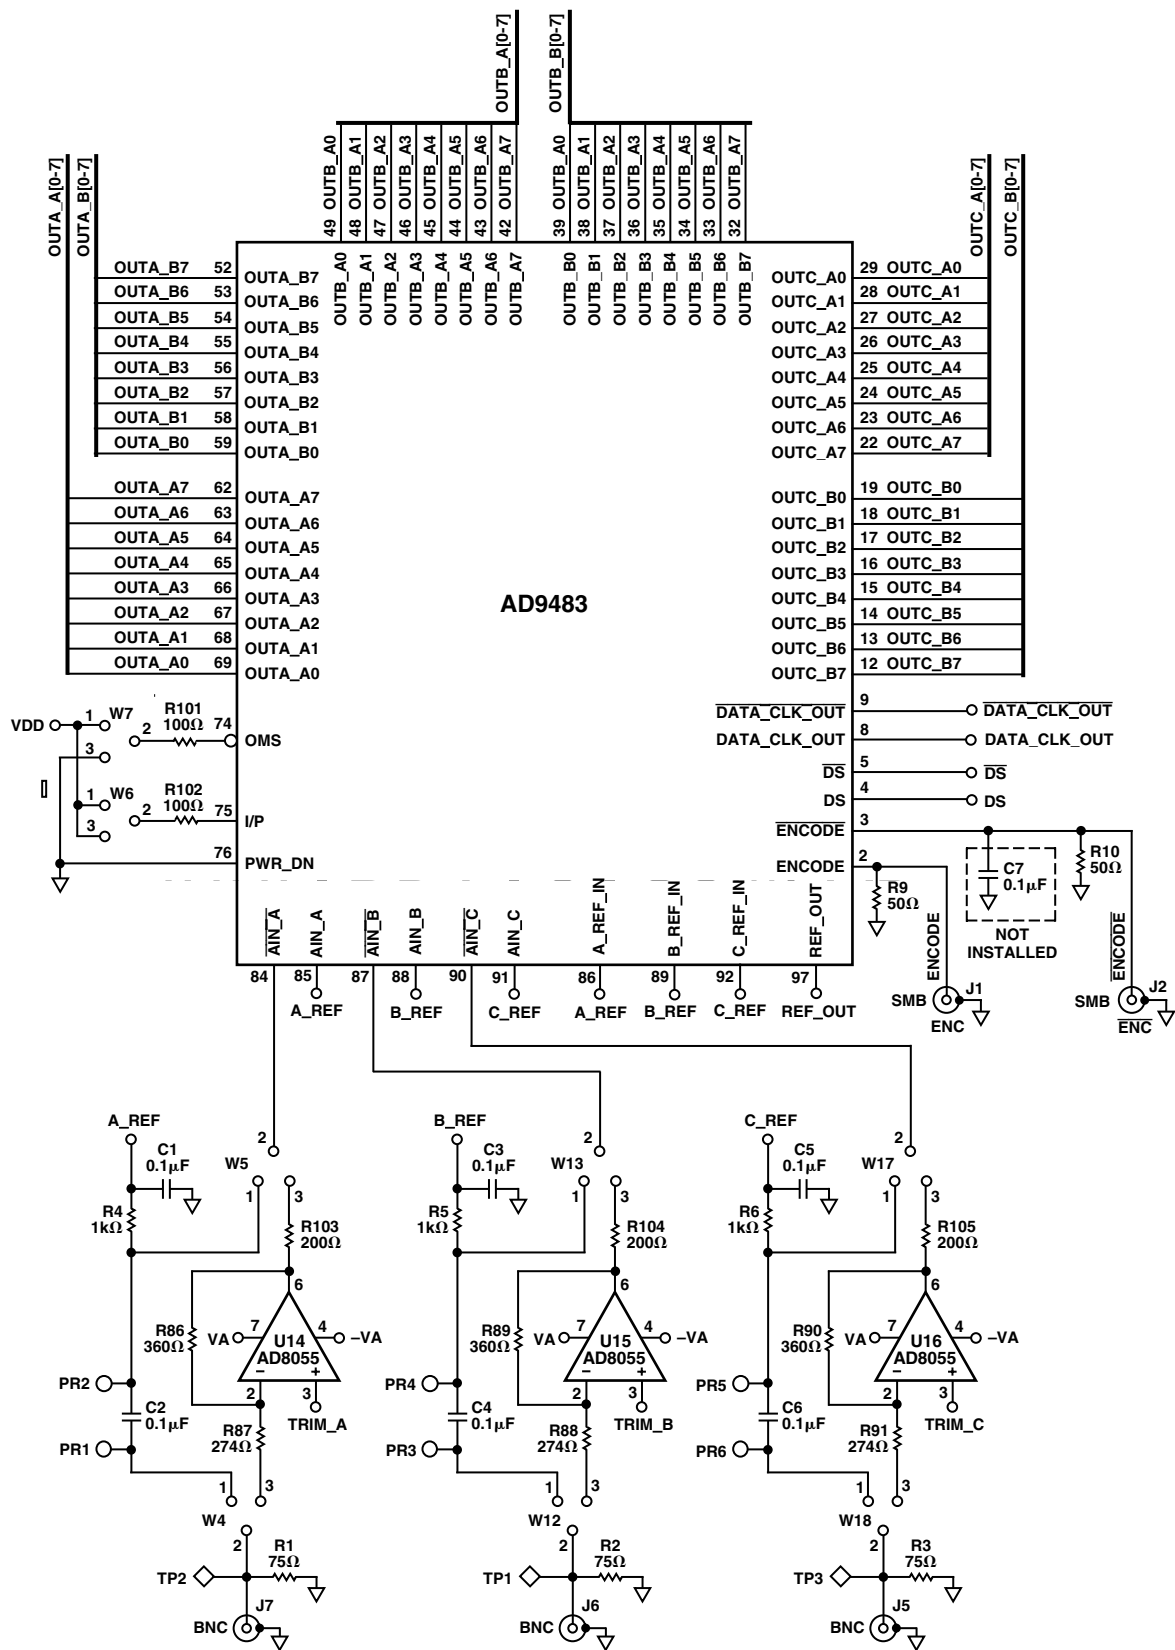 OUTB_A[0-7]
OUTB_B[0-7]
OUTA_A[0-7]
OUTA_B[0-7]
OUTC_A[0-7]
OUTC_B[0-7]
49 OUTB_A0
48 OUTB_A1
47 OUTB_A2
46 OUTB_A3
45 OUTB_A4
44 OUTB_A5
43 OUTB_A6
42 OUTB_A7
39 OUTB_A0
38 OUTB_A1
37 OUTB_A2
36 OUTB_A3
35 OUTB_A4
34 OUTB_A5
33 OUTB_A6
32 OUTB_A7
OUTB_A0
OUTB_A1
OUTB_A2
OUTB_A3
OUTB_A4
OUTB_A5
OUTB_A6
OUTB_A7
OUTB_B0
OUTB_B1
OUTB_B2
OUTB_B3
OUTB_B4
OUTB_B5
OUTB_B6
OUTB_B7
OUTA_B7 52 OUTA_B7
OUTA_B6 53 OUTA_B6
OUTA_B5 54 OUTA_B5
OUTA_B4 55 OUTA_B4
OUTA_B3 56 OUTA_B3
OUTA_B2 57 OUTA_B2
OUTA_B1 58 OUTA_B1
OUTA_B0 59 OUTA_B0
OUTA_A7 62 OUTA_A7
OUTA_A6 63 OUTA_A6
OUTA_A5 64 OUTA_A5
OUTA_A4 65 OUTA_A4
OUTA_A3 66 OUTA_A3
OUTA_A2 67 OUTA_A2
OUTA_A1 68 OUTA_A1
OUTA_A0 69 OUTA_A0
OUTC_A0 29 OUTC_A0
OUTC_A1 28 OUTC_A1
OUTC_A2 27 OUTC_A2
OUTC_A3 26 OUTC_A3
OUTC_A4 25 OUTC_A4
OUTC_A5 24 OUTC_A5
OUTC_A6 23 OUTC_A6
OUTC_A7 22 OUTC_A7
OUTC_B0 19 OUTC_B0
OUTC_B1 18 OUTC_B1
OUTC_B2 17 OUTC_B2
OUTC_B3 16 OUTC_B3
OUTC_B4 15 OUTC_B4
OUTC_B5 14 OUTC_B5
OUTC_B6 13 OUTC_B6
OUTC_B7 12 OUTC_B7
AD9483
VDD 1 W7 2 3
R101
100Ω
74 OMS
1 W6 2 3
R102
100Ω
75 I/P
76 PWR_DN
DATA_CLK_OUT 9 DATA_CLK_OUT
DATA_CLK_OUT 8 DATA_CLK_OUT
DS 5 DS
DS 4 DS
ENCODE 3
ENCODE 2
R9
50Ω
C7
0.1µF
NOT
INSTALLED
R10
50Ω
ENCODE
ENCODE
SMB J1
ENC
SMB J2
ENC
AIN_A
AIN_A
AIN_B
AIN_B
AIN_C
AIN_C
A_REF_IN
B_REF_IN
C_REF_IN
REF_OUT
84
85
87
88
90
91
86
89
92
97
A_REF
B_REF
C_REF
A_REF
B_REF
C_REF
REF_OUT
A_REF
C1
0.1µF
W5
2
1
3
R4
1kΩ
R103
200Ω
6
R86
360Ω
VA 7
U14
AD8055
4 –VA
–
+
2
3
TRIM_A
PR2
C2
0.1µF
PR1
R87
274Ω
1
3
W4
2
R1
75Ω
TP2
J7
BNC
B_REF
C3
0.1µF
W13
2
1
3
R5
1kΩ
R104
200Ω
6
R89
360Ω
VA 7
U15
AD8055
4 –VA
–
+
2
3
TRIM_B
PR4
C4
0.1µF
PR3
R88
274Ω
1
3
W12
2
R2
75Ω
TP1
J6
BNC
C_REF
C5
0.1µF
W17
2
1
3
R6
1kΩ
R105
200Ω
6
R90
360Ω
VA 7
U16
AD8055
4 –VA
–
+
2
3
TRIM_C
PR5
C6
0.1µF
PR6
R91
274Ω
1
3
W18
2
R3
75Ω
TP3
J5
BNC